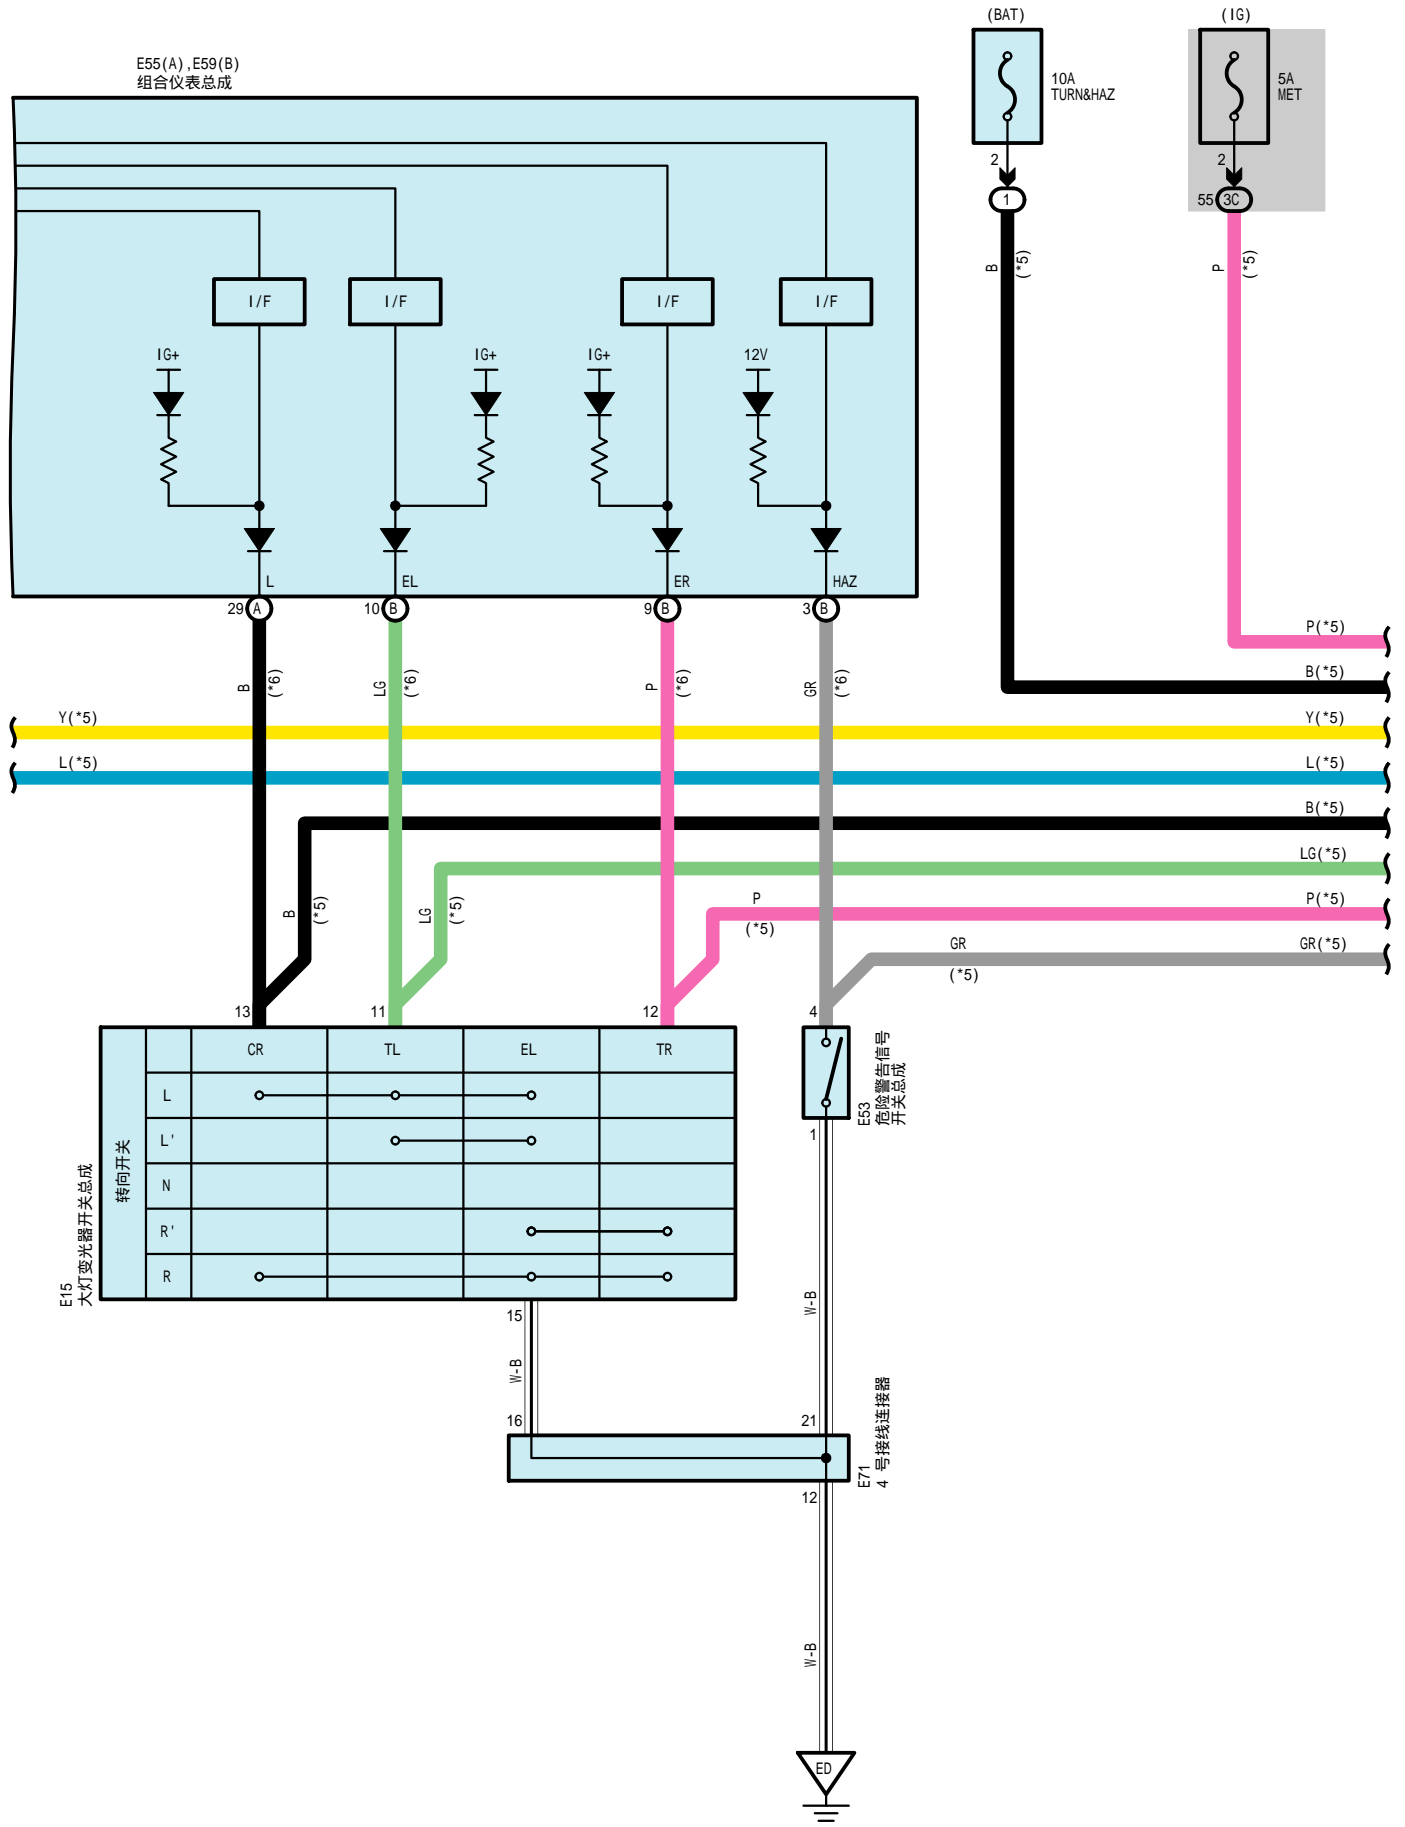 (BAT)
(IG)
E55(A),E59(B)
组合仪表总成
10A
TURN&HAZ
5A
MET
2
2
1
55 3C
B
(*5)
P
(*5)
I/F
I/F
I/F
I/F
IG+
IG+
IG+
12V
L
EL
ER
HAZ
29 A
10 B
9 B
3 B
P(*5)
B
(*6)
LG
(*6)
P
(*6)
GR
(*6)
B(*5)
Y(*5)
Y(*5)
L(*5)
L(*5)
B(*5)
LG(*5)
B
(*5)
LG
(*5)
P
(*5)
P(*5)
GR
(*5)
GR(*5)
13
11
12
4
CR
TL
EL
TR
L
L'
N
R'
R
转向开关
E15
大灯变光器开关总成
E53
危险警告信号
开关总成
1
15
W-B
W-B
16
21
E71
4 号接线连接器
12
W-B
ED